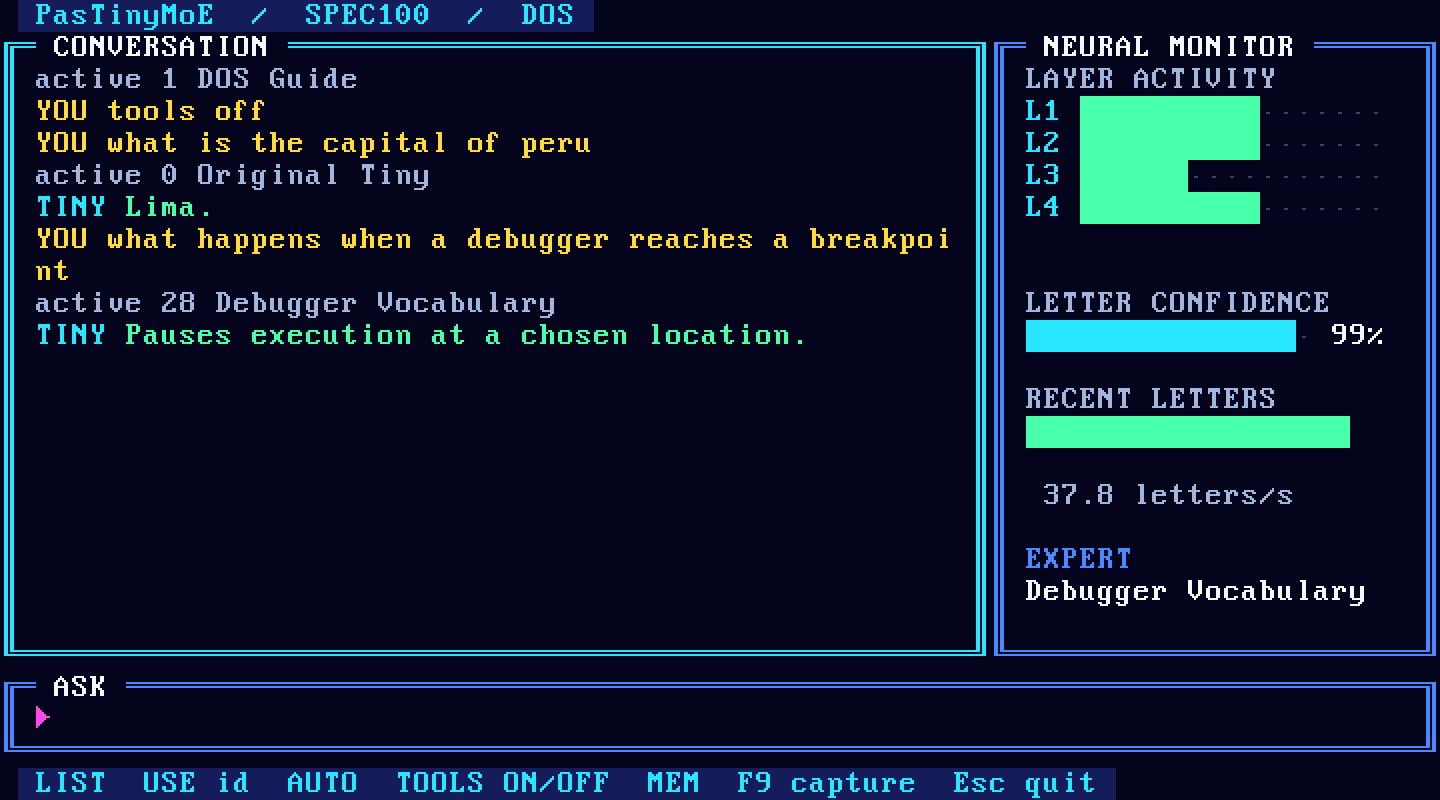 PasTinyMoE / SPEC100 / DOS
CONVERSATION
active 1 DOS Guide
YOU tools off
YOU what is the capital of peru
active 0 Original Tiny
TINY Lima.
YOU what happens when a debugger reaches a breakpoi
nt
active 28 Debugger Vocabulary
TINY Pauses execution at a chosen location.
NEURAL MONITOR
LAYER ACTIVITY
L1
L2
L3
L4
LETTER CONFIDENCE
99%
RECENT LETTERS
37.8 letters/s
EXPERT
Debugger Vocabulary
ASK
LIST USE id AUTO TOOLS ON/OFF MEM F9 capture Esc quit